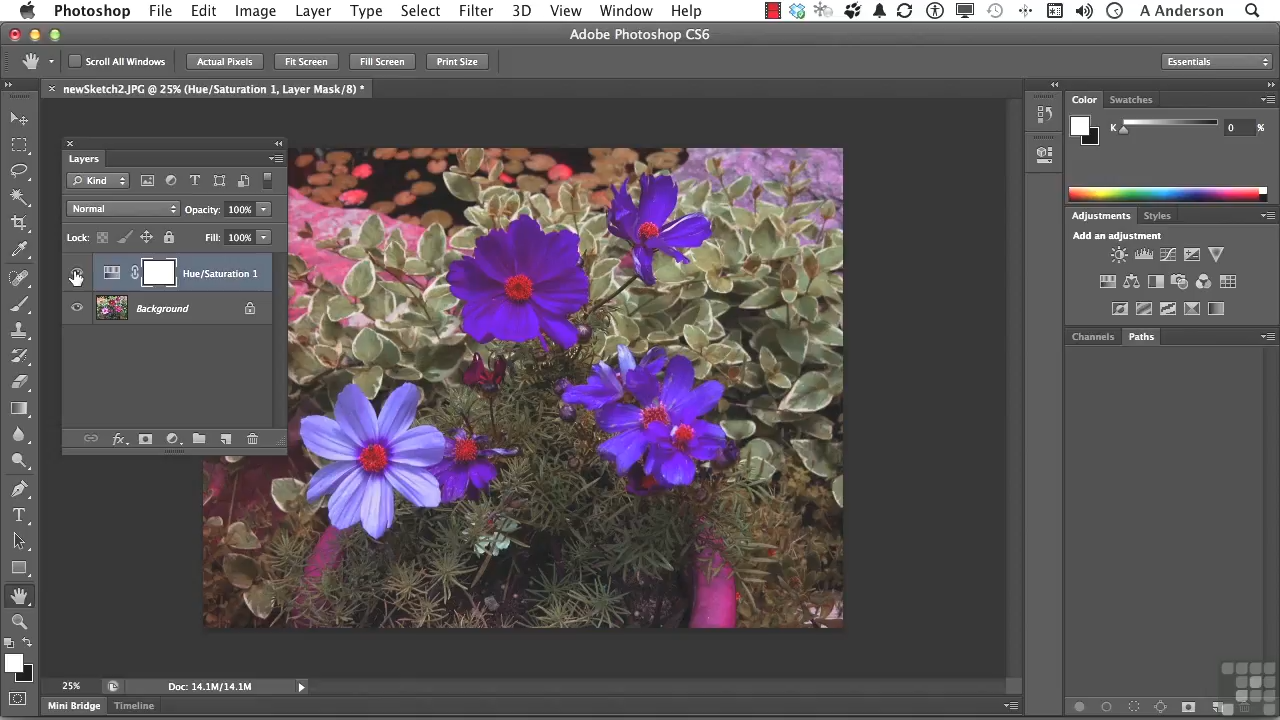 Photoshop File Edit Image Layer Type Select Filter 3D View Window Help A Anderson
Adobe Photoshop CS6
Scroll All Windows Actual Pixels Fit Screen Fill Screen Print Size Essentials
newSketch2.JPG @ 25% (Hue/Saturation 1, Layer Mask/8) *
Color Swatches
K 0 %
Layers
Kind
Normal Opacity: 100%
Lock: Fill: 100%
Hue/Saturation 1
Background
fx
Adjustments Styles
Add an adjustment
Channels Paths
25% Doc: 14.1M/14.1M
Mini Bridge Timeline